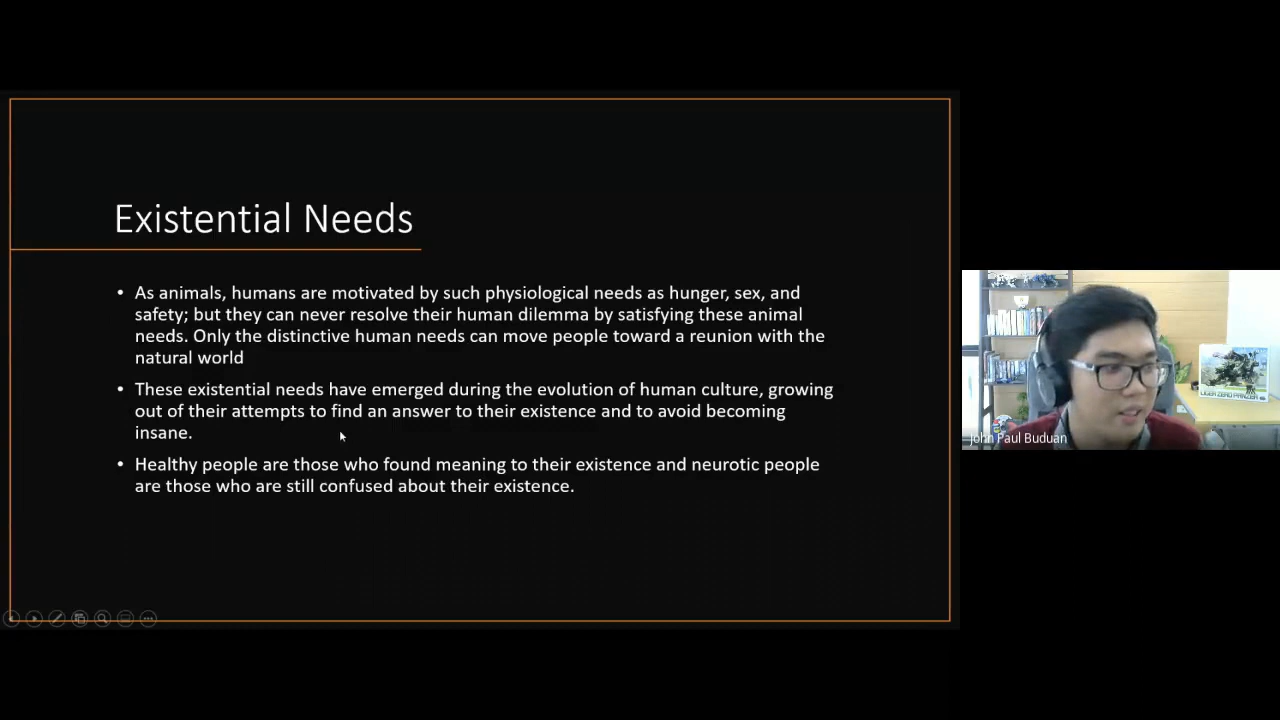 Existential Needs
• As animals, humans are motivated by such physiological needs as hunger, sex, and
safety; but they can never resolve their human dilemma by satisfying these animal
needs. Only the distinctive human needs can move people toward a reunion with the
natural world
• These existential needs have emerged during the evolution of human culture, growing
out of their attempts to find an answer to their existence and to avoid becoming
insane.
• Healthy people are those who found meaning to their existence and neurotic people
are those who are still confused about their existence.
LIGER ZERO PANZER
John Paul Buduan